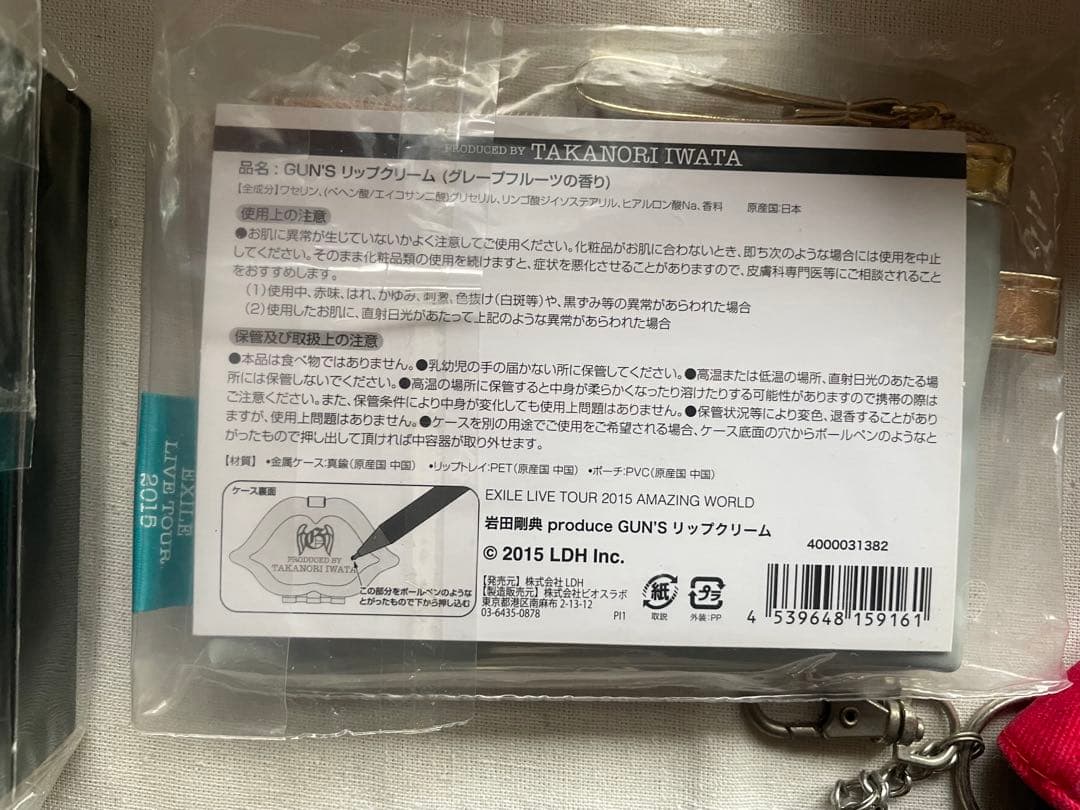 PRODUCED BY TAKANORI IWATA
品名：GUN'S リップクリーム (グレープフルーツの香り)
【全成分】ワセリン、(ベヘン酸/エイコサン二酸)グリセリル、リンゴ酸ジイソステアリル、ヒアルロン酸Na、香料　原産国:日本
使用上の注意
●お肌に異常が生じていないかよく注意してご使用ください。化粧品がお肌に合わないとき、即ち次のような場合には使用を中止
してください。そのまま化粧品類の使用を続けますと、症状を悪化させることがありますので、皮膚科専門医等にご相談されること
をおすすめします。
(1)使用中、赤味、はれ、かゆみ、刺激、色抜け(白斑等)や、黒ずみ等の異常があらわれた場合
(2)使用したお肌に、直射日光があたって上記のような異常があらわれた場合
保管及び取扱上の注意
●本品は食べ物ではありません。●乳幼児の手の届かない所に保管してください。●高温または低温の場所、直射日光のあたる場
所には保管しないでください。●高温の場所に保管すると中身が柔らかくなったり溶けたりする可能性がありますので携帯の際は
ご注意ください。また、保管条件により中身が変化しても使用上問題はありません。●保管状況等により変色、退香することがあり
ますが、使用上問題はありません。●ケースを別の用途でご使用をご希望される場合、ケース底面の穴からボールペンのようなと
がったもので押し出して頂ければ中容器が取り外せます。
【材質】 •金属ケース:真鍮(原産国 中国)　•リップトレイ:PET(原産国 中国)　•ポーチ:PVC(原産国 中国)
ケース裏面
PRODUCED BY
TAKANORI IWATA
この部分をボールペンのような
とがったもので下から押し込む
EXILE LIVE TOUR 2015 AMAZING WORLD
岩田剛典 produce GUN'S リップクリーム
© 2015 LDH Inc.
4000031382
【発売元】株式会社 LDH
【製造販売元】株式会社ビオスラボ
東京都港区南麻布 2-13-12
03-6435-0878
PI1
紙
取説
プラ
外装:PP
4 539648 159161
EXILE
LIVE TOUR
2015